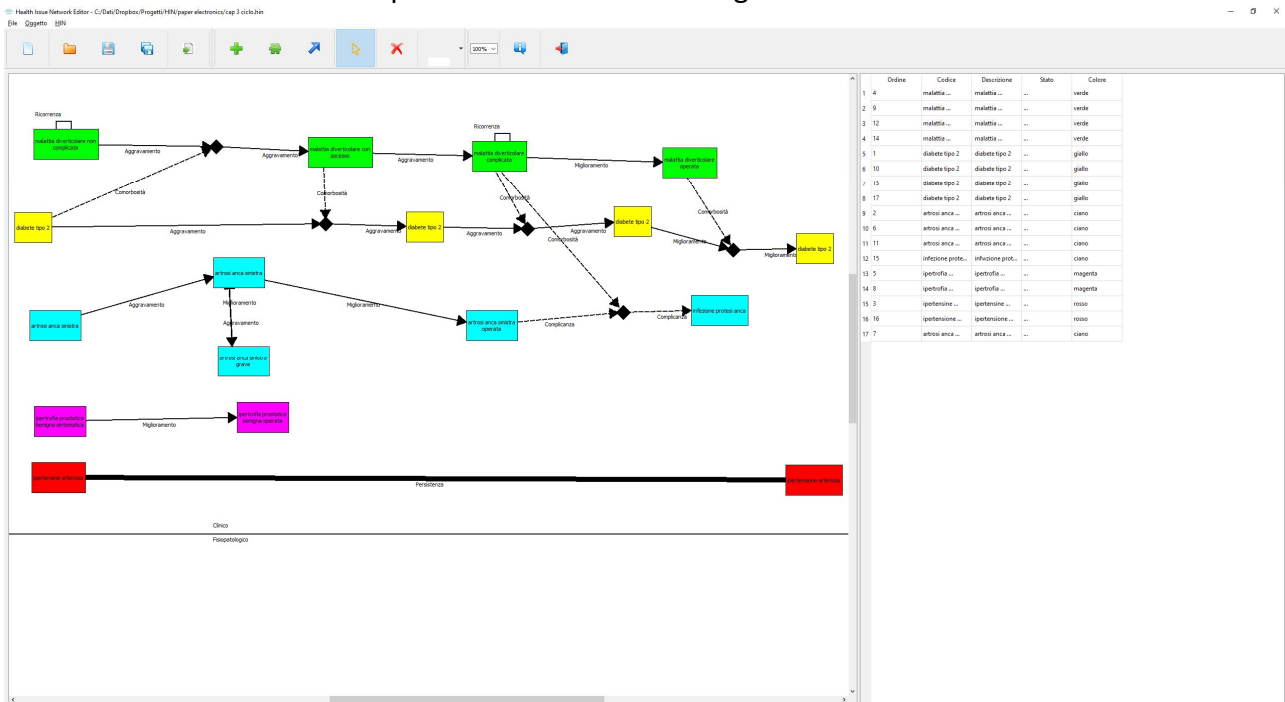 Health Issue Network Editor - C:/Dati/Dropbox/Progetti/HIN/paper electronics/cap 3 ciclo.hin
File Oggetto HIN
100%
Ricorrenza
malattia diverticolare non
complicata
Aggravamento
Aggravamento
malattia diverticolare con
ascesso
Aggravamento
Ricorrenza
malattia diverticolare
complicata
Miglioramento
malattia diverticolare
operata
Comorbosità
Comorbosità
Comorbosità
Comorbosità
Comorbosità
diabete tipo 2
Aggravamento
Aggravamento
diabete tipo 2
Aggravamento
Aggravamento
diabete tipo 2
Miglioramento
Miglioramento
diabete tipo 2
artrosi anca sinistra
Aggravamento
artrosi anca sinistra
Miglioramento
Aggravamento
artrosi anca sinistra
grave
Miglioramento
artrosi anca sinistra
operata
Complicanza
Complicanza
infezione protesi anca
ipertrofia prostatica
benigna sintomatica
Miglioramento
ipertrofia prostatica
benigna operata
ipertensione arteriosa
Persistenza
ipertensione arteriosa
Clinico
Fisiopatologico
Ordine Codice Descrizione Stato Colore
1 4 malattia ... malattia ... ... verde
2 9 malattia ... malattia ... ... verde
3 12 malattia ... malattia ... ... verde
4 14 malattia ... malattia ... ... verde
5 1 diabete tipo 2 diabete tipo 2 ... giallo
6 10 diabete tipo 2 diabete tipo 2 ... giallo
7 13 diabete tipo 2 diabete tipo 2 ... giallo
8 17 diabete tipo 2 diabete tipo 2 ... giallo
9 2 artrosi anca ... artrosi anca ... ... ciano
10 6 artrosi anca ... artrosi anca ... ... ciano
11 11 artrosi anca ... artrosi anca ... ... ciano
12 15 infezione prote... infwzione prot... ... ciano
13 5 ipertrofia ... ipertrofia ... ... magenta
14 8 ipertrofia ... ipertrofia ... ... magenta
15 3 ipertensine ... ipertensine ... ... rosso
16 16 ipertensione ... ipertensione ... ... rosso
17 7 artrosi anca ... artrosi anca ... ... ciano